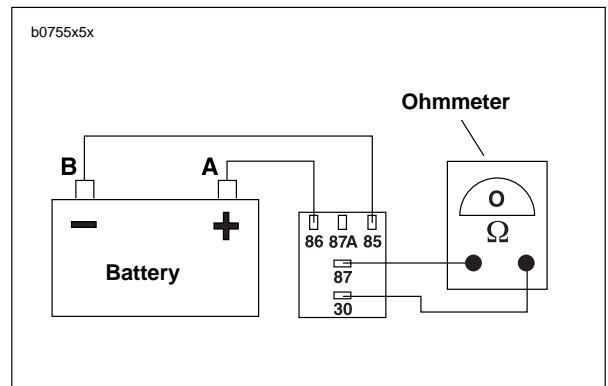 b0755x5x
Ohmmeter
B A
− +
Battery
86 87A 85
87
30
O
Ω